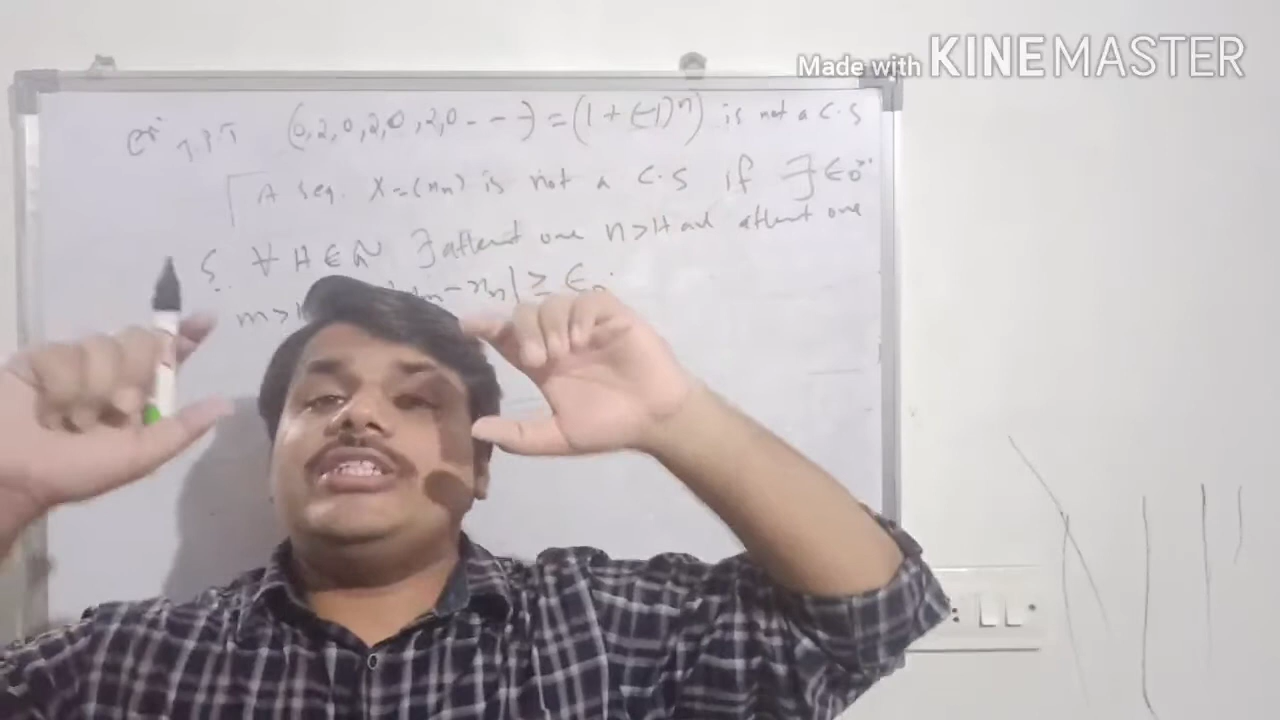 Made with KINEMASTER
ex T.P.T (0,2,0,2,0,2,0 - - -) = (1 + (-1)^n) is not a C.S
A seq. X = (xn) is not a C.S if ∃ ∈0
∀ H ∈ N ∃ atleast one n > H and atleast one
m > - xn| ≥ ∈0.